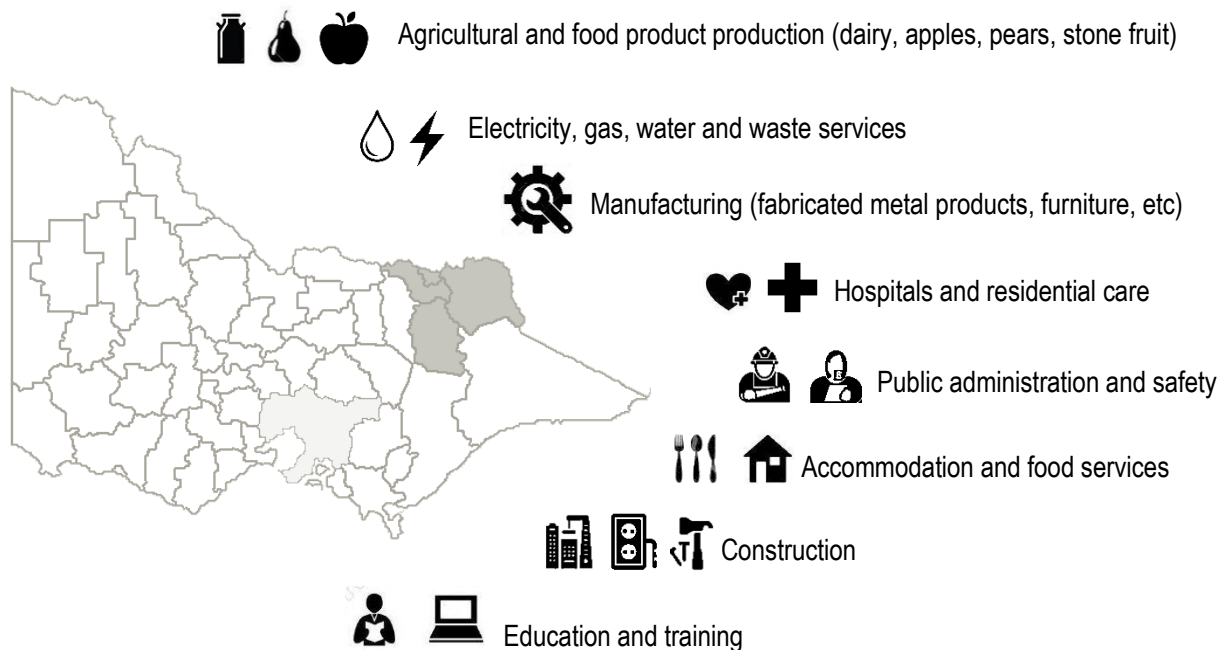 Agricultural and food product production (dairy, apples, pears, stone fruit)
Electricity, gas, water and waste services
Manufacturing (fabricated metal products, furniture, etc)
Hospitals and residential care
Public administration and safety
Accommodation and food services
Construction
Education and training